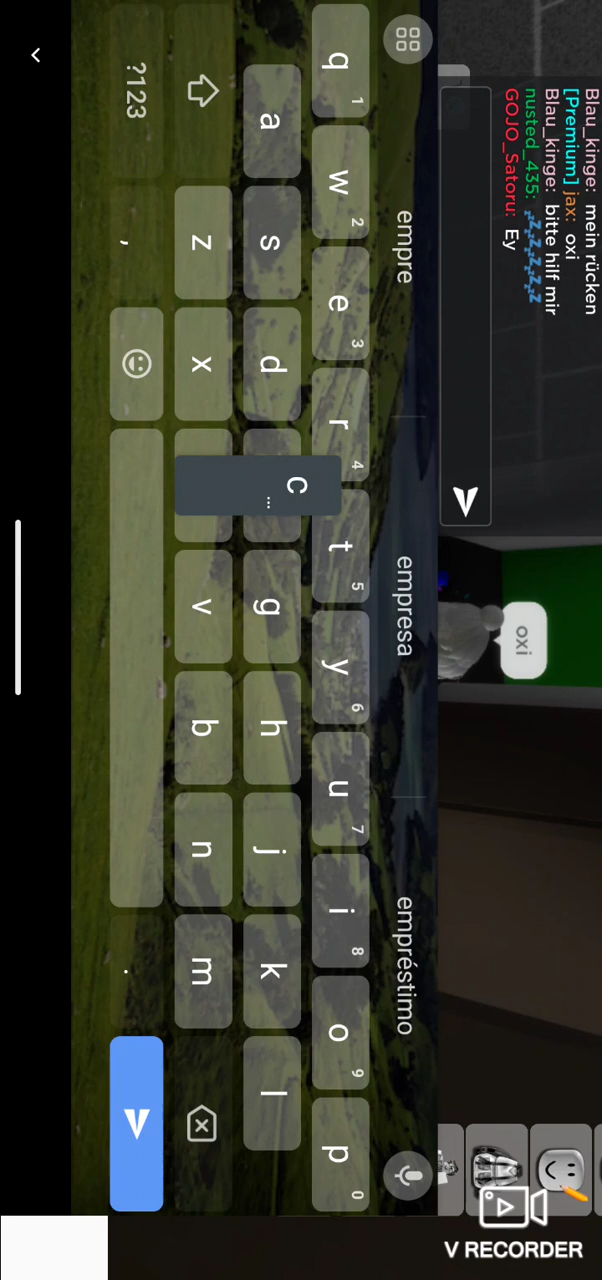 Blau_kinge: mein rücken
[Premium] jax: oxi
Blau_kinge: bitte hilf mir
nusted_435: 💤💤💤💤💤
GOJO_Satoru: Ey
oxi
empre empresa empréstimo
q 1 w 2 e 3 r 4 t 5 y 6 u 7 i 8 o 9 p 0
a s d g h j k l
z x c v b n m
?123 , .
V RECORDER